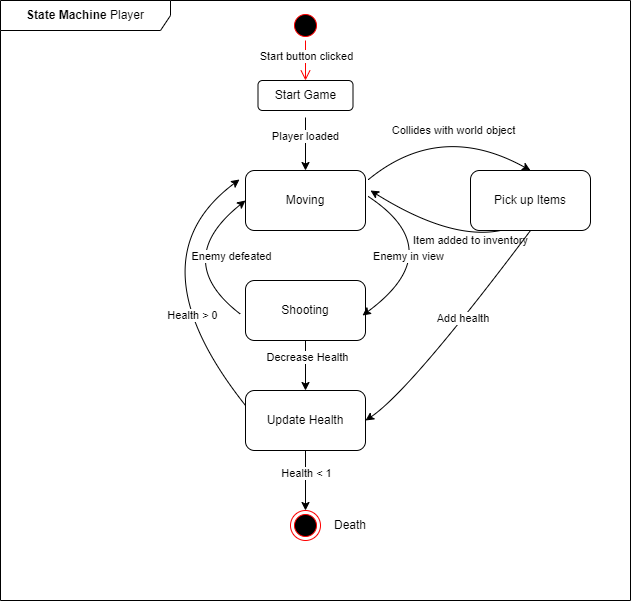 State Machine Player
Start button clicked
Start Game
Player loaded
Collides with world object
Moving
Pick up Items
Item added to inventory
Enemy defeated
Enemy in view
Shooting
Health > 0
Add health
Decrease Health
Update Health
Health < 1
Death